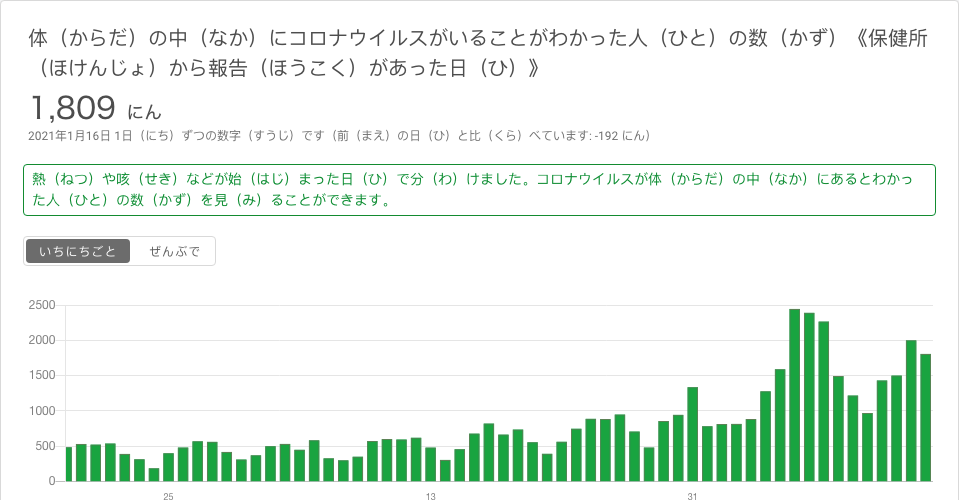 体（からだ）の中（なか）にコロナウイルスがいることがわかった人（ひと）の数（かず）《保健所
（ほけんじょ）から報告（ほうこく）があった日（ひ）》
1,809 にん
2021年1月16日 1日（にち）ずつの数字（すうじ）です（前（まえ）の日（ひ）と比（くら）べています: -192 にん）
熱（ねつ）や咳（せき）などが始（はじ）まった日（ひ）で分（わ）けました。コロナウイルスが体（からだ）の中（なか）にあるとわかっ
た人（ひと）の数（かず）を見（み）ることができます。
いちにちごと ぜんぶで
2500
2000
1500
1000
500
0
25 13 31